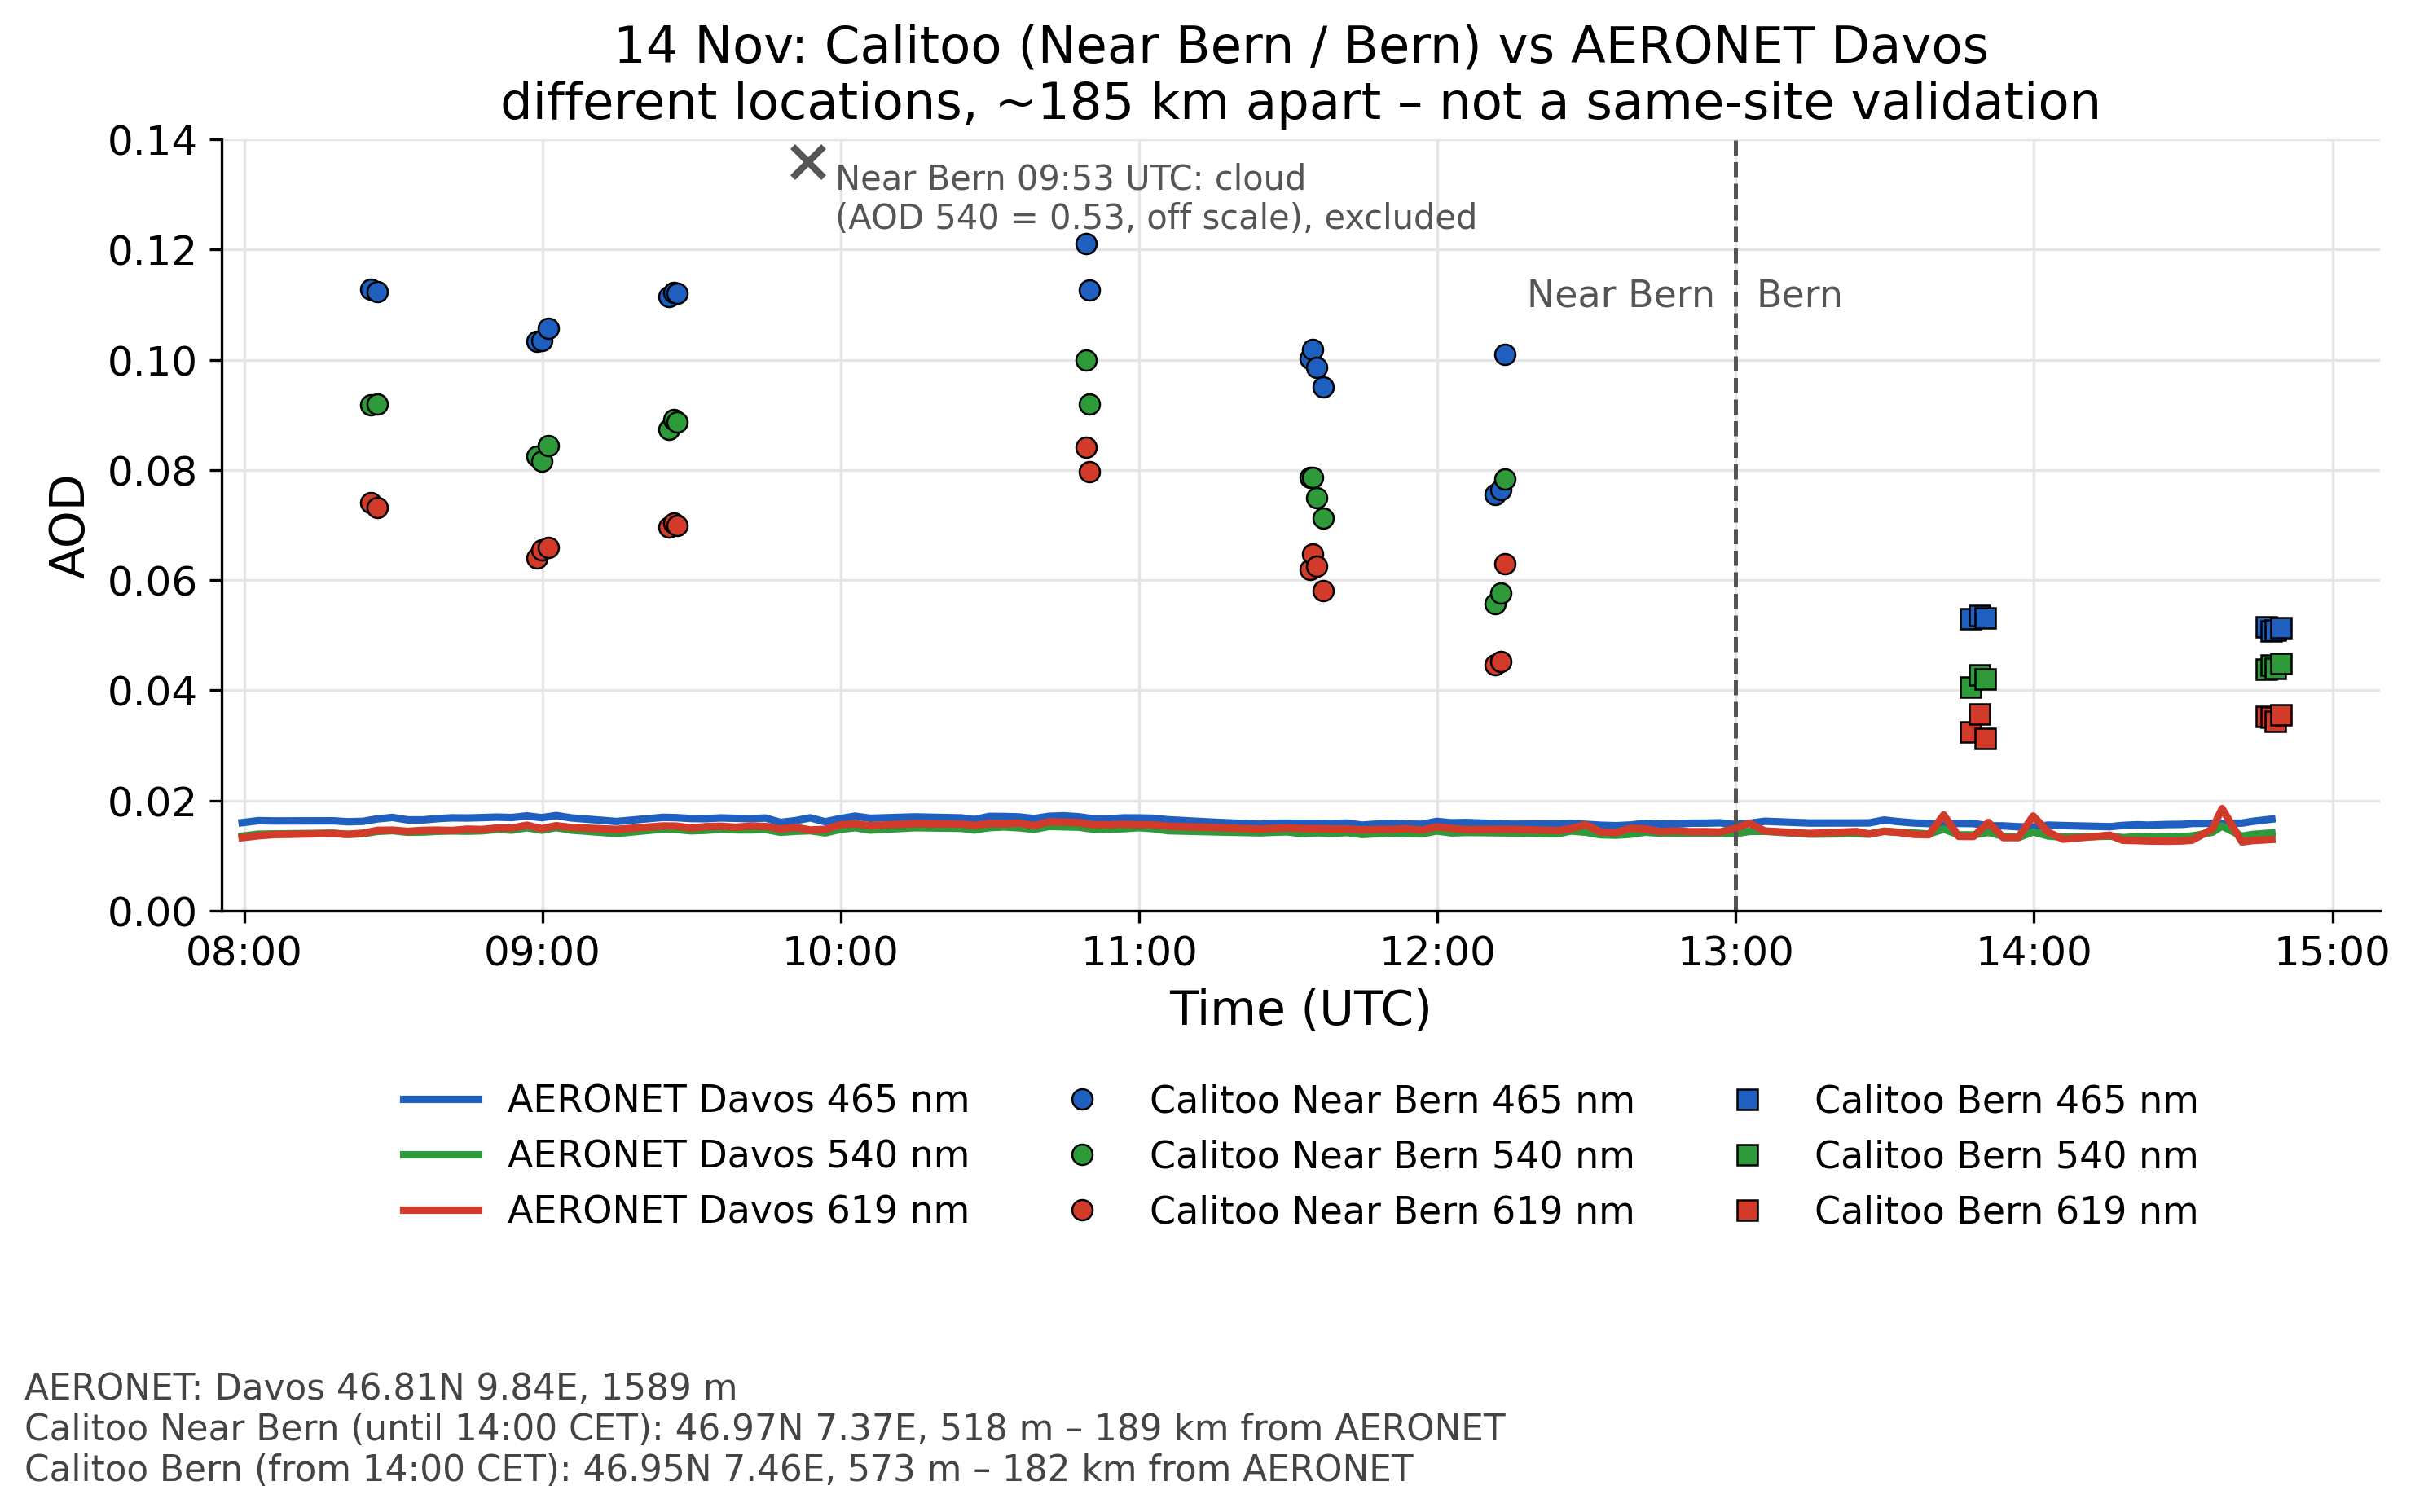 14 Nov: Calitoo (Near Bern / Bern) vs AERONET Davos
different locations, ~185 km apart – not a same-site validation
0.14
0.12
0.10
0.08
0.06
0.04
0.02
0.00
AOD
Near Bern 09:53 UTC: cloud
(AOD 540 = 0.53, off scale), excluded
Near Bern
Bern
08:00
09:00
10:00
11:00
12:00
13:00
14:00
15:00
Time (UTC)
AERONET Davos 465 nm
AERONET Davos 540 nm
AERONET Davos 619 nm
Calitoo Near Bern 465 nm
Calitoo Near Bern 540 nm
Calitoo Near Bern 619 nm
Calitoo Bern 465 nm
Calitoo Bern 540 nm
Calitoo Bern 619 nm
AERONET: Davos 46.81N 9.84E, 1589 m
Calitoo Near Bern (until 14:00 CET): 46.97N 7.37E, 518 m – 189 km from AERONET
Calitoo Bern (from 14:00 CET): 46.95N 7.46E, 573 m – 182 km from AERONET